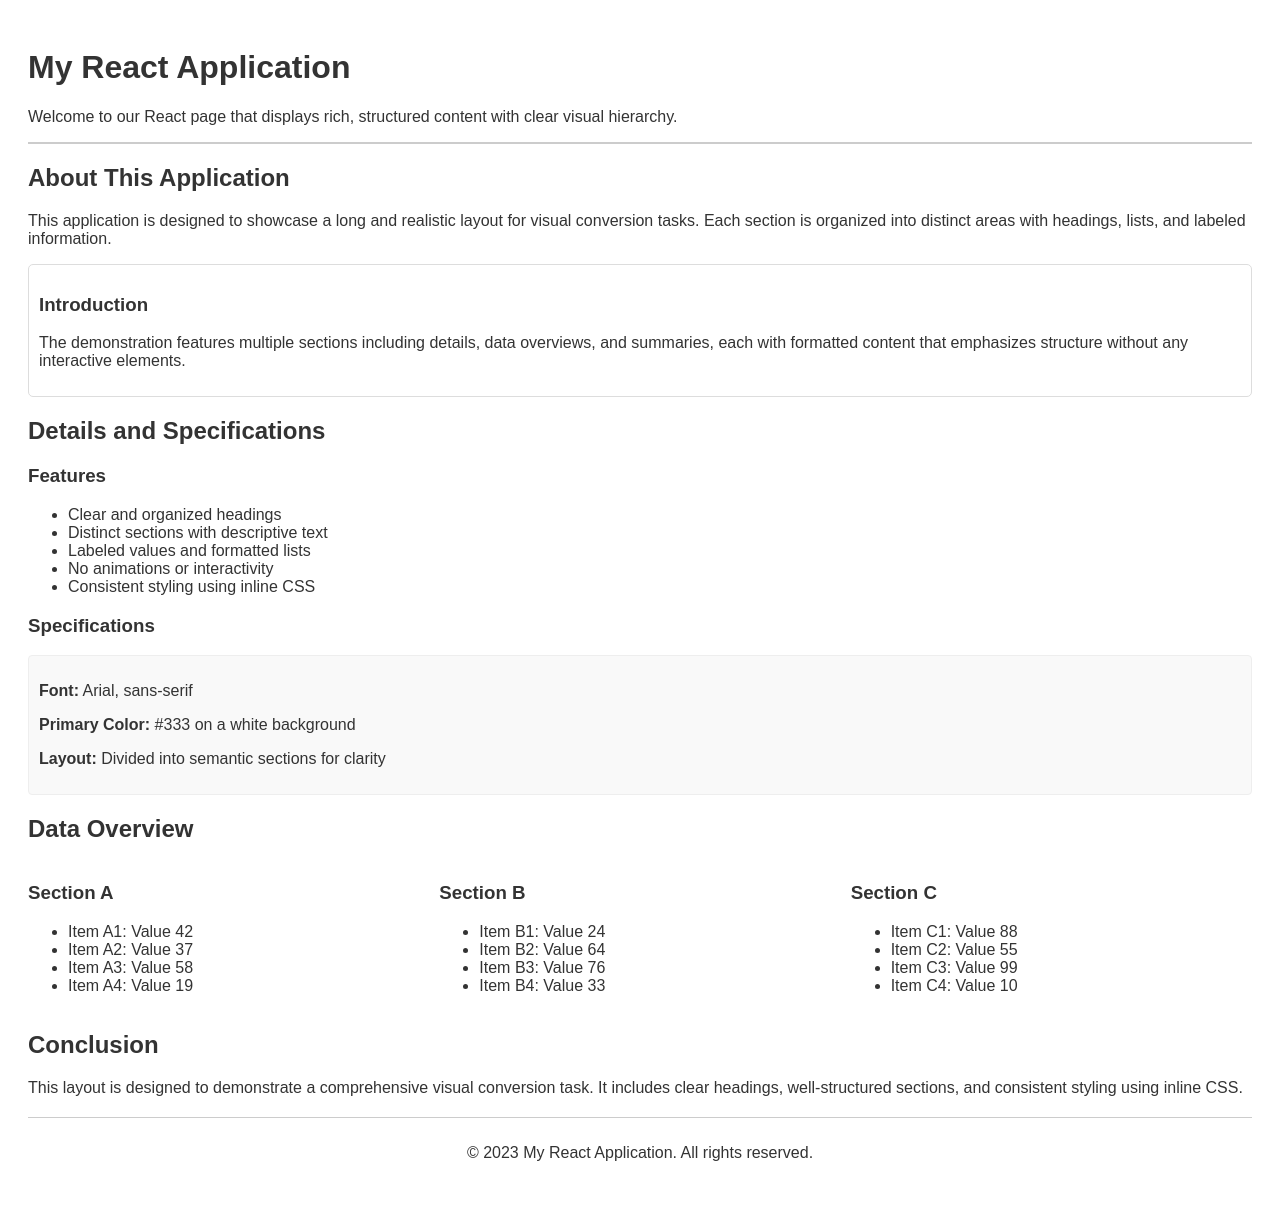 My React Application
Welcome to our React page that displays rich, structured content with clear visual hierarchy.
About This Application
This application is designed to showcase a long and realistic layout for visual conversion tasks. Each section is organized into distinct areas with headings, lists, and labeled
information.
Introduction
The demonstration features multiple sections including details, data overviews, and summaries, each with formatted content that emphasizes structure without any
interactive elements.
Details and Specifications
Features
• Clear and organized headings
• Distinct sections with descriptive text
• Labeled values and formatted lists
• No animations or interactivity
• Consistent styling using inline CSS
Specifications
Font: Arial, sans-serif
Primary Color: #333 on a white background
Layout: Divided into semantic sections for clarity
Data Overview
Section A
• Item A1: Value 42
• Item A2: Value 37
• Item A3: Value 58
• Item A4: Value 19
Section B
• Item B1: Value 24
• Item B2: Value 64
• Item B3: Value 76
• Item B4: Value 33
Section C
• Item C1: Value 88
• Item C2: Value 55
• Item C3: Value 99
• Item C4: Value 10
Conclusion
This layout is designed to demonstrate a comprehensive visual conversion task. It includes clear headings, well-structured sections, and consistent styling using inline CSS.
© 2023 My React Application. All rights reserved.